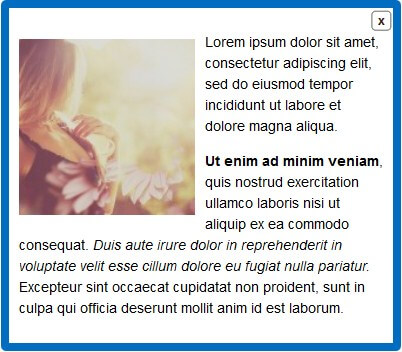 x
Lorem ipsum dolor sit amet,
consectetur adipiscing elit,
sed do eiusmod tempor
incididunt ut labore et
dolore magna aliqua.
Ut enim ad minim veniam,
quis nostrud exercitation
ullamco laboris nisi ut
aliquip ex ea commodo
consequat. Duis aute irure dolor in reprehenderit in
voluptate velit esse cillum dolore eu fugiat nulla pariatur.
Excepteur sint occaecat cupidatat non proident, sunt in
culpa qui officia deserunt mollit anim id est laborum.